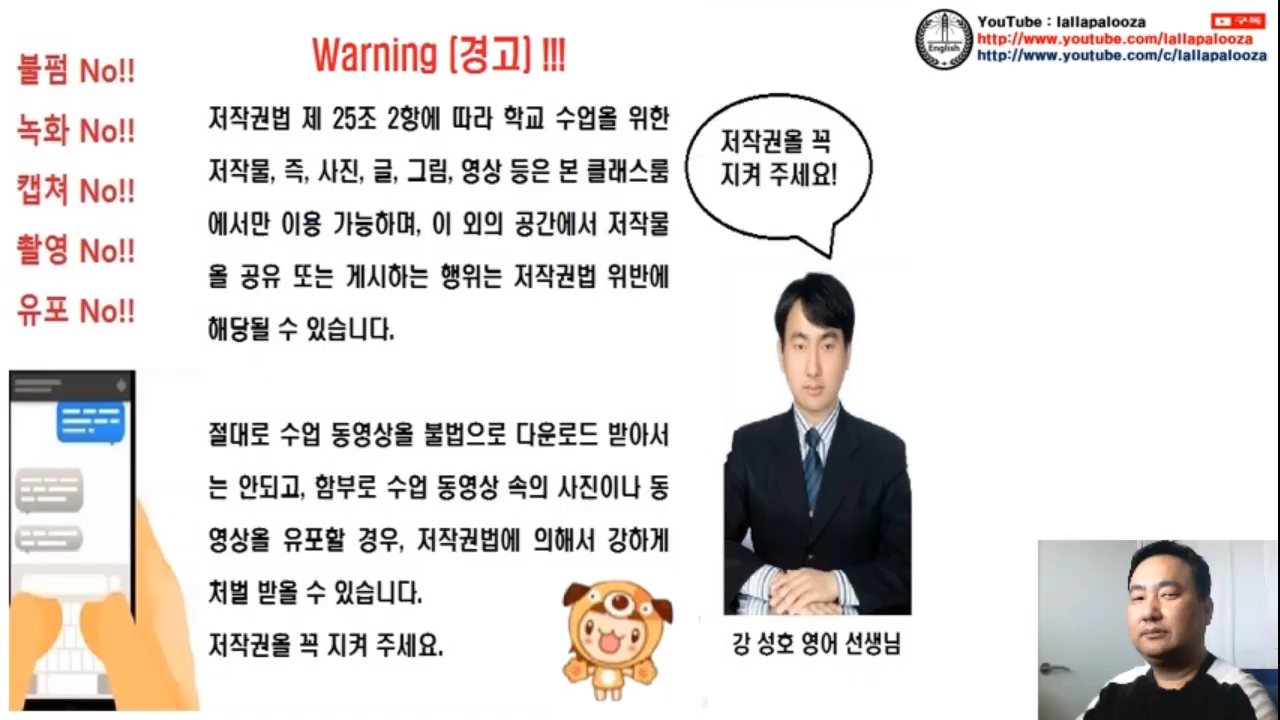 Warning (경고) !!!
불펌 No!!
녹화 No!!
캡쳐 No!!
촬영 No!!
유포 No!!
저작권법 제 25조 2항에 따라 학교 수업을 위한
저작물, 즉, 사진, 글, 그림, 영상 등은 본 클래스룸
에서만 이용 가능하며, 이 외의 공간에서 저작물
을 공유 또는 게시하는 행위는 저작권법 위반에
해당될 수 있습니다.
절대로 수업 동영상을 불법으로 다운로드 받아서
는 안되고, 함부로 수업 동영상 속의 사진이나 동
영상을 유포할 경우, 저작권법에 의해서 강하게
처벌 받을 수 있습니다.
저작권을 꼭 지켜 주세요.
저작권을 꼭
지켜 주세요!
강 성호 영어 선생님
English
YouTube : lallapalooza
구독
http://www.youtube.com/lallapalooza
http://www.youtube.com/c/lallapalooza